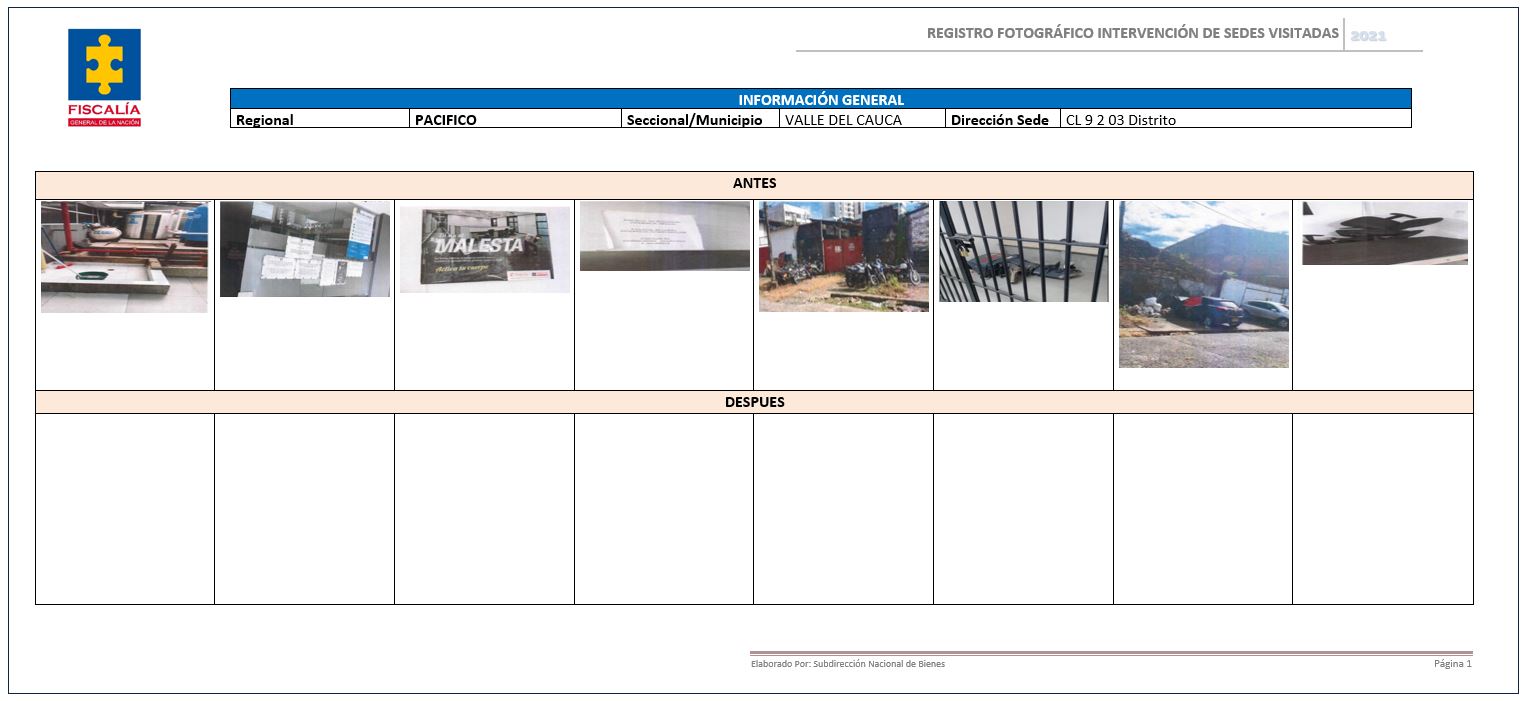 REGISTRO FOTOGRÁFICO INTERVENCIÓN DE SEDES VISITADAS 2021
FISCALÍA
GENERAL DE LA NACIÓN
INFORMACIÓN GENERAL
Regional PACIFICO Seccional/Municipio VALLE DEL CAUCA Dirección Sede CL 9 2 03 Distrito
ANTES
MALESTA
Activa tu cuerpo
DESPUES
Elaborado Por: Subdirección Nacional de Bienes Página 1